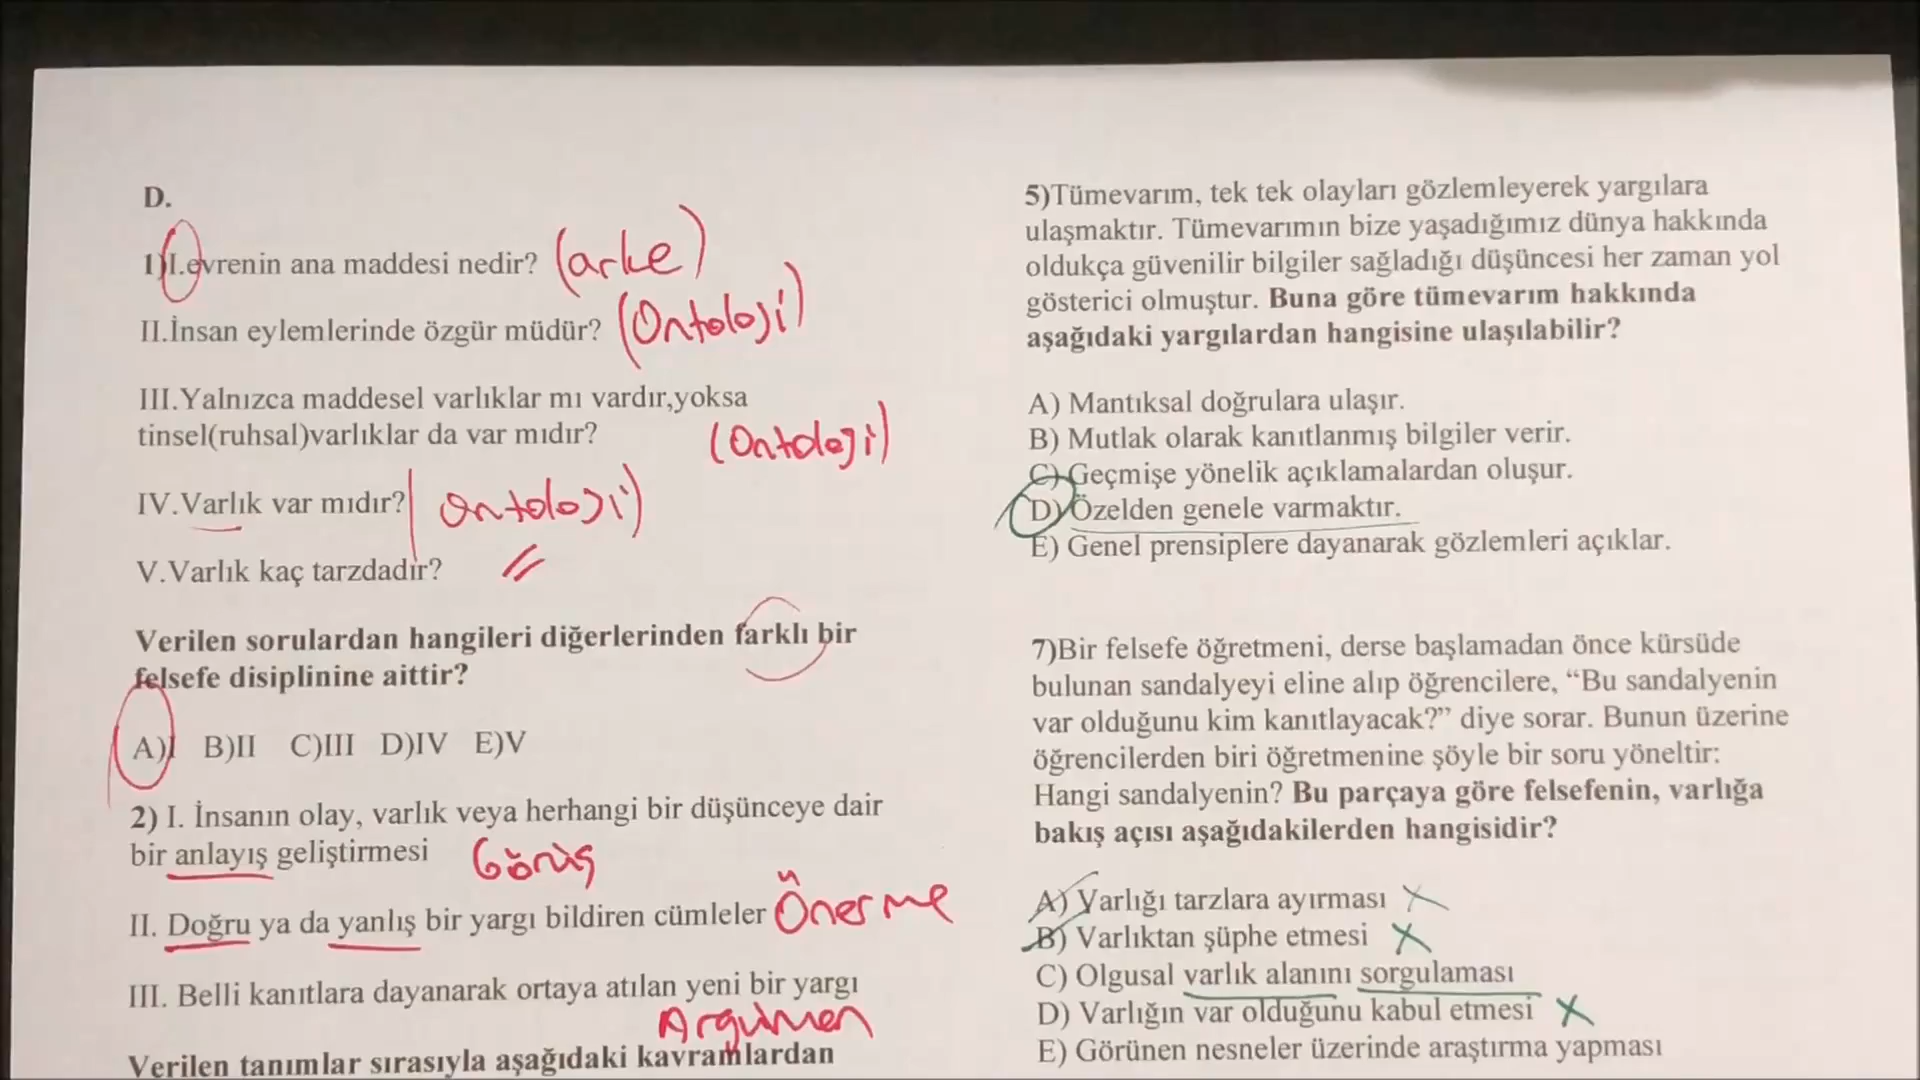 D.
1)I.evrenin ana maddesi nedir? (arke)
II.İnsan eylemlerinde özgür müdür? (Ontoloji)
III.Yalnızca maddesel varlıklar mı vardır,yoksa
tinsel(ruhsal)varlıklar da var mıdır? (Ontoloji)
IV.Varlık var mıdır? Ontoloji)
V.Varlık kaç tarzdadır? "
Verilen sorulardan hangileri diğerlerinden farklı bir
felsefe disiplinine aittir?
A)I B)II C)III D)IV E)V
2) I. İnsanın olay, varlık veya herhangi bir düşünceye dair
bir anlayış geliştirmesi Görüş
II. Doğru ya da yanlış bir yargı bildiren cümleler Önerme
III. Belli kanıtlara dayanarak ortaya atılan yeni bir yargı
Argümen
Verilen tanımlar sırasıyla aşağıdaki kavramlardan
5)Tümevarım, tek tek olayları gözlemleyerek yargılara
ulaşmaktır. Tümevarımın bize yaşadığımız dünya hakkında
oldukça güvenilir bilgiler sağladığı düşüncesi her zaman yol
gösterici olmuştur. Buna göre tümevarım hakkında
aşağıdaki yargılardan hangisine ulaşılabilir?
A) Mantıksal doğrulara ulaşır.
B) Mutlak olarak kanıtlanmış bilgiler verir.
C) Geçmişe yönelik açıklamalardan oluşur.
D) Özelden genele varmaktır.
E) Genel prensiplere dayanarak gözlemleri açıklar.
7)Bir felsefe öğretmeni, derse başlamadan önce kürsüde
bulunan sandalyeyi eline alıp öğrencilere, “Bu sandalyenin
var olduğunu kim kanıtlayacak?” diye sorar. Bunun üzerine
öğrencilerden biri öğretmenine şöyle bir soru yöneltir:
Hangi sandalyenin? Bu parçaya göre felsefenin, varlığa
bakış açısı aşağıdakilerden hangisidir?
A) Varlığı tarzlara ayırması
B) Varlıktan şüphe etmesi
C) Olgusal varlık alanını sorgulaması
D) Varlığın var olduğunu kabul etmesi
E) Görünen nesneler üzerinde araştırma yapması